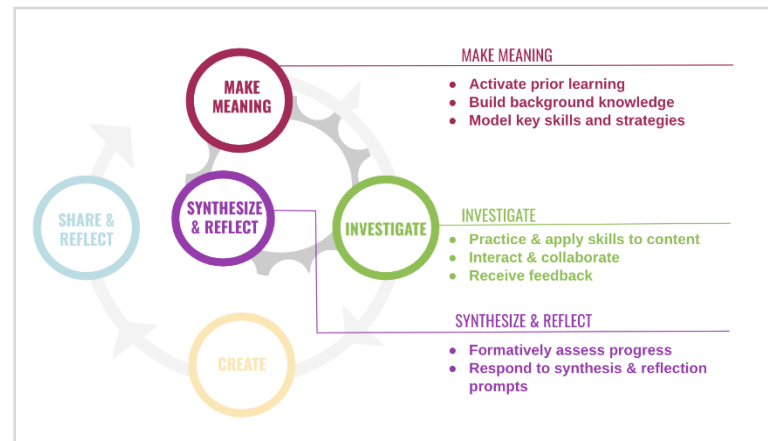 MAKE
MEANING
SYNTHESIZE
& REFLECT
INVESTIGATE
SHARE &
REFLECT
CREATE
MAKE MEANING
● Activate prior learning
● Build background knowledge
● Model key skills and strategies
INVESTIGATE
● Practice & apply skills to content
● Interact & collaborate
● Receive feedback
SYNTHESIZE & REFLECT
● Formatively assess progress
● Respond to synthesis & reflection
prompts